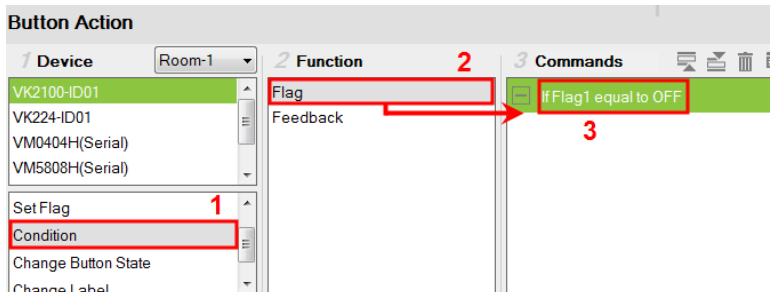 Button Action
1 Device
Room-1
2 Function
2
3 Commands
VK2100-ID01
VK224-ID01
VM0404H(Serial)
VM5808H(Serial)
Flag
Feedback
If Flag1 equal to OFF
3
Set Flag
1
Condition
Change Button State
Change Label